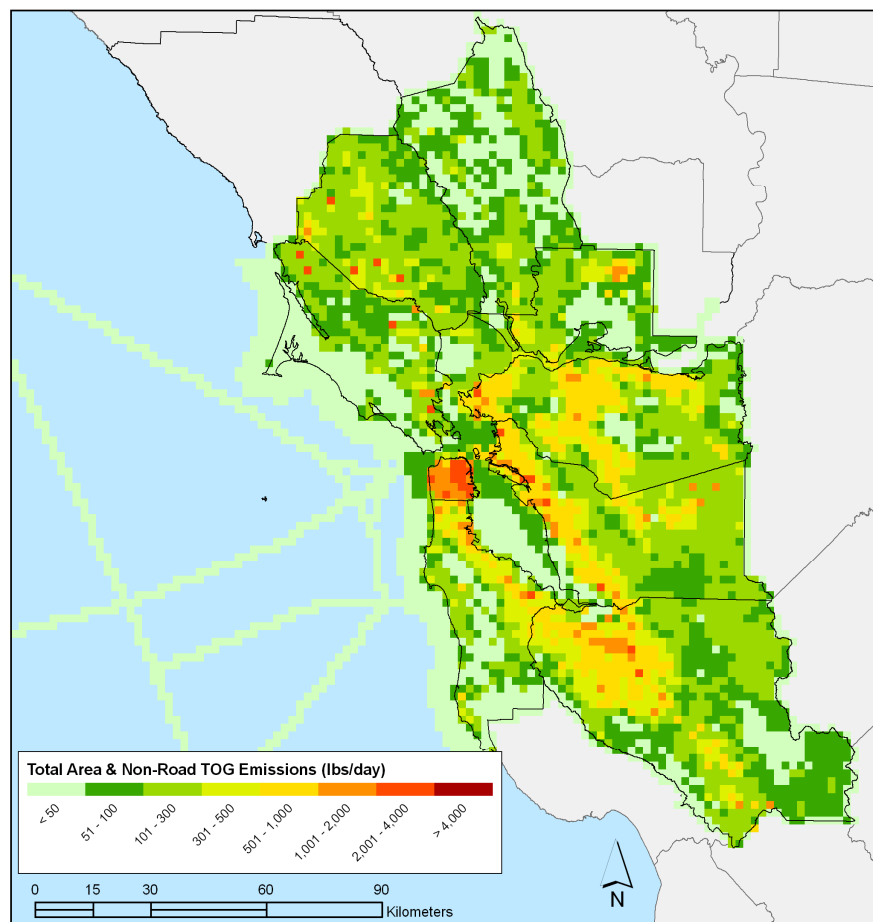 Total Area & Non-Road TOG Emissions (lbs/day)
< 50
51 - 100
101 - 300
301 - 500
501 - 1,000
1,001 - 2,000
2,001 - 4,000
> 4,000
0 15 30 60 90
Kilometers
N